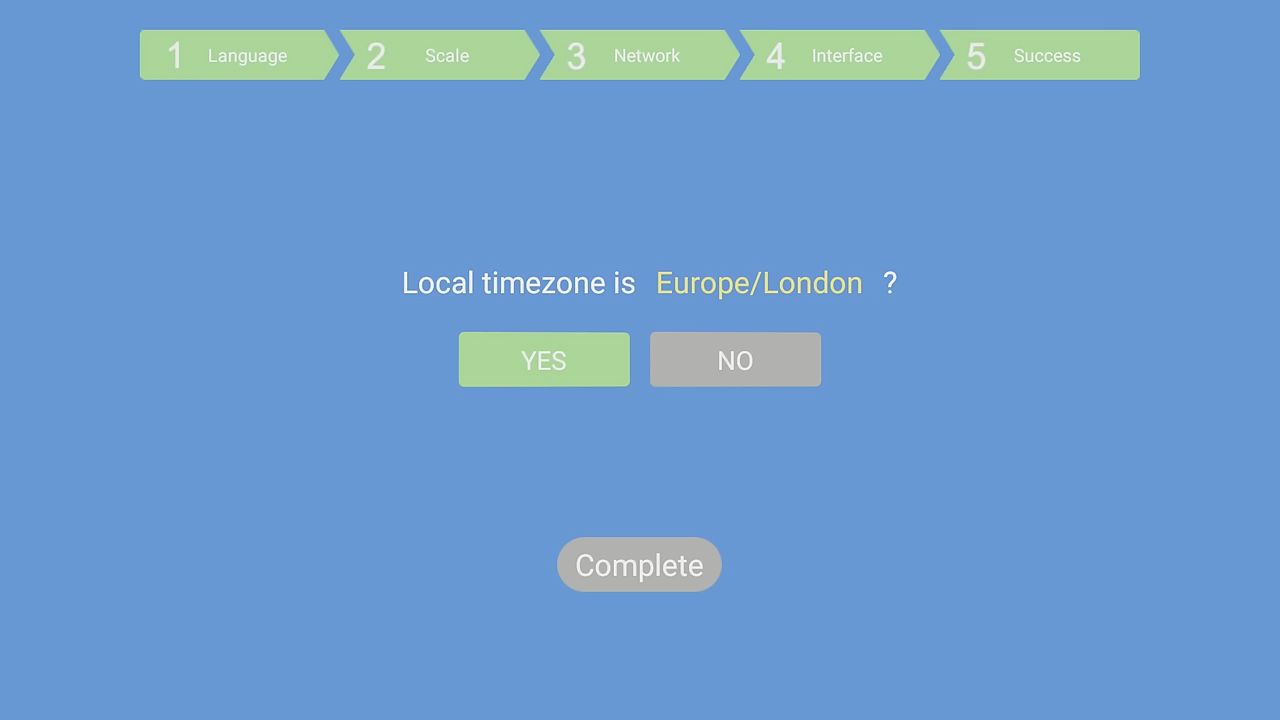 1 Language 2 Scale 3 Network 4 Interface 5 Success
Local timezone is Europe/London ?
YES NO
Complete